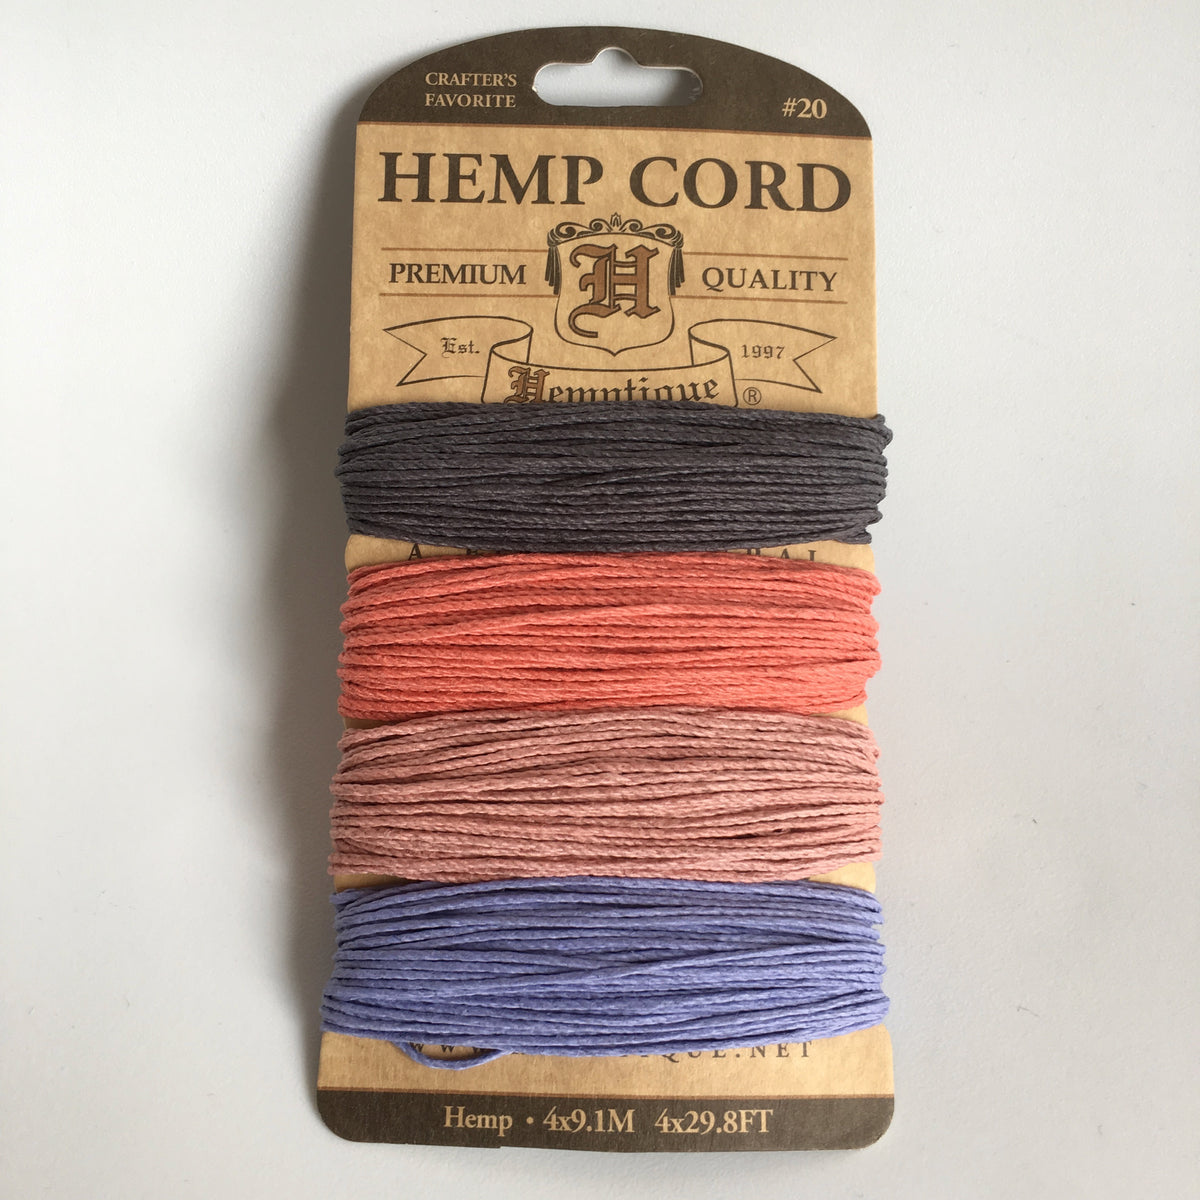 CRAFTER'S
FAVORITE
#20
HEMP CORD
H
PREMIUM QUALITY
Est. 1997
Hemptique ®
Hemp • 4x9.1M 4x29.8FT